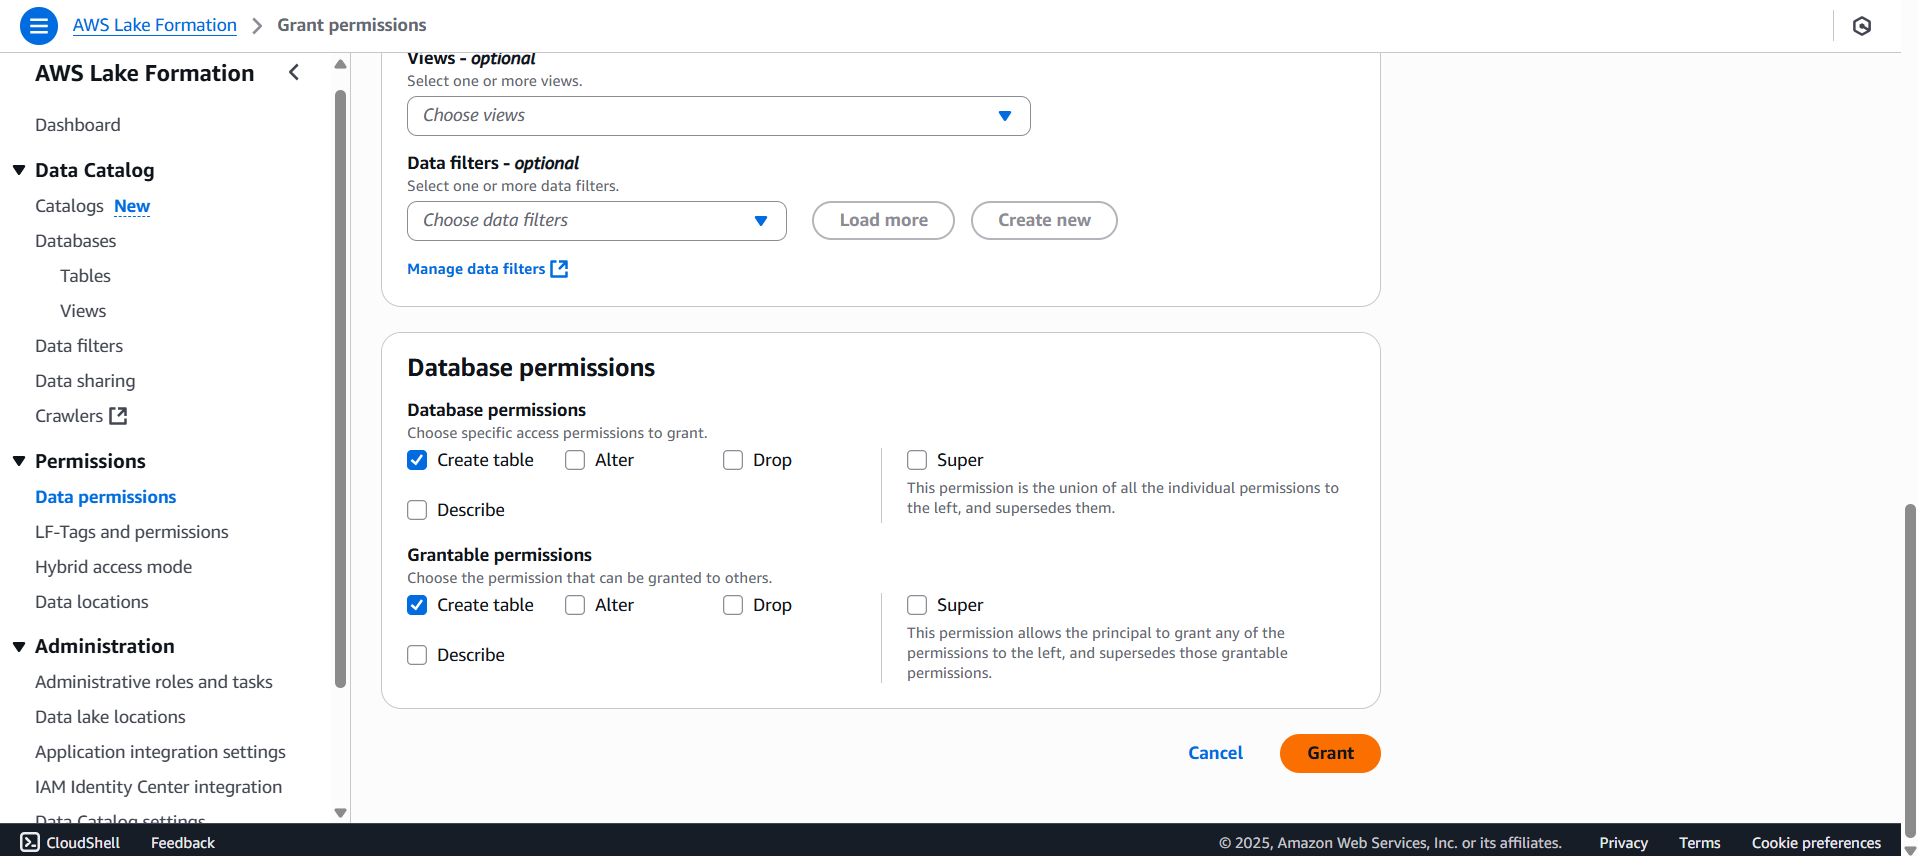 AWS Lake Formation > Grant permissions
AWS Lake Formation
Dashboard
Data Catalog
Catalogs New
Databases
Tables
Views
Data filters
Data sharing
Crawlers
Permissions
Data permissions
LF-Tags and permissions
Hybrid access mode
Data locations
Administration
Administrative roles and tasks
Data lake locations
Application integration settings
IAM Identity Center integration
Data Catalog settings
Views - optional
Select one or more views.
Choose views
Data filters - optional
Select one or more data filters.
Choose data filters Load more Create new
Manage data filters
Database permissions
Database permissions
Choose specific access permissions to grant.
Create table Alter Drop
Describe
Super
This permission is the union of all the individual permissions to
the left, and supersedes them.
Grantable permissions
Choose the permission that can be granted to others.
Create table Alter Drop
Describe
Super
This permission allows the principal to grant any of the
permissions to the left, and supersedes those grantable
permissions.
Cancel Grant
CloudShell Feedback © 2025, Amazon Web Services, Inc. or its affiliates. Privacy Terms Cookie preferences